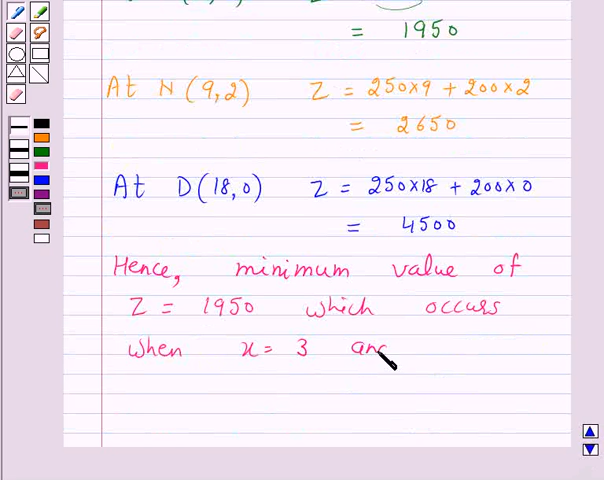 = 1950
At N (9,2) Z = 250×9 + 200×2
= 2650
At D(18,0) Z = 250×18 + 200×0
= 4500
Hence, minimum value of
Z = 1950 which occurs
when x = 3 an